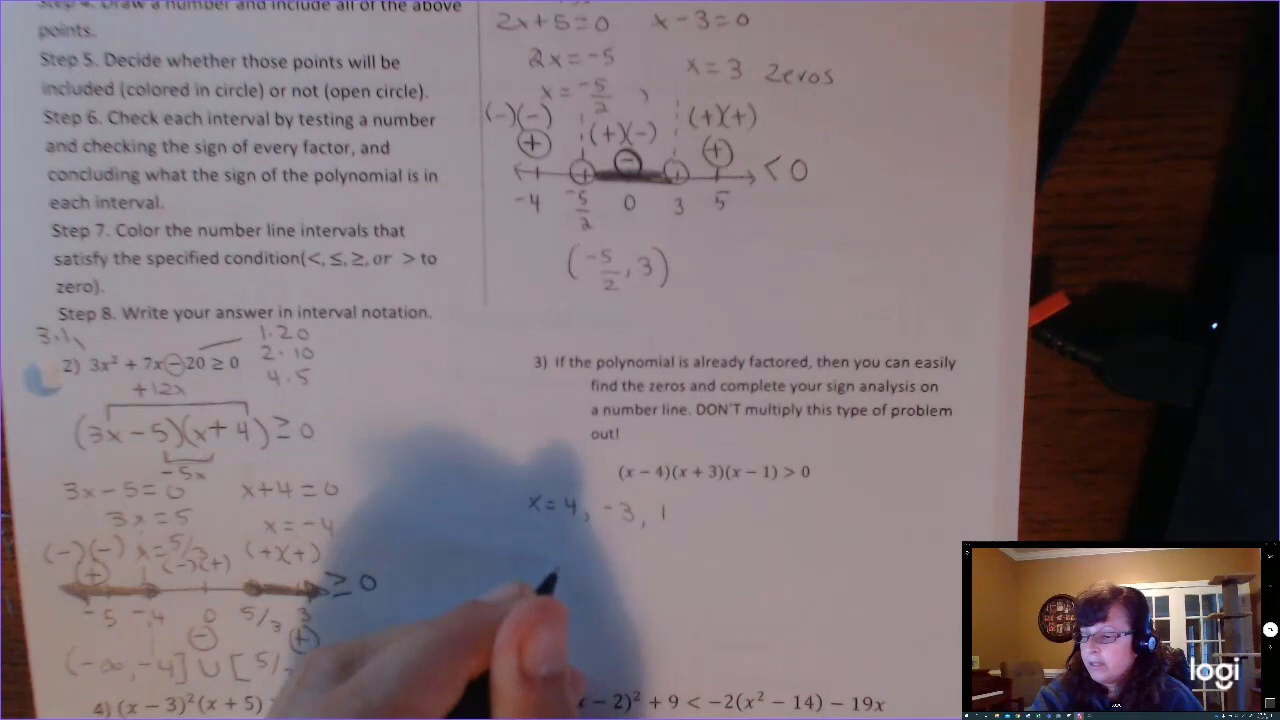 Step 4. Draw a number and include all of the above
points.
Step 5. Decide whether those points will be
included (colored in circle) or not (open circle).
Step 6. Check each interval by testing a number
and checking the sign of every factor, and
concluding what the sign of the polynomial is in
each interval.
Step 7. Color the number line intervals that
satisfy the specified condition(<, ≤, ≥, or > to
zero).
Step 8. Write your answer in interval notation.
2x+5=0 x-3=0
2x=-5 x=3 zeros
x=-5/2 ,
(-)(-) (+)(-) (+)(+)
+ - + <0
-4 -5/2 0 3 5
(-5/2, 3)
3·1 1·20
2) 3x² + 7x - 20 ≥ 0 2·10
+12x 4·5
(3x-5)(x+4)≥0
-5x
3x-5=0 x+4=0
3x=5 x=-4
(-)(-) x=5/3 (-)(+) (+)(+)
+ ≥0
-5 -4 0 5/3 3
- +
(-∞, -4] ∪ [5/
4) (x − 3)²(x + 5)
3) If the polynomial is already factored, then you can easily
find the zeros and complete your sign analysis on
a number line. DON'T multiply this type of problem
out!
(x − 4)(x + 3)(x − 1) > 0
x=4, -3, 1
− 2)² + 9 < −2(x² − 14) − 19x
logi